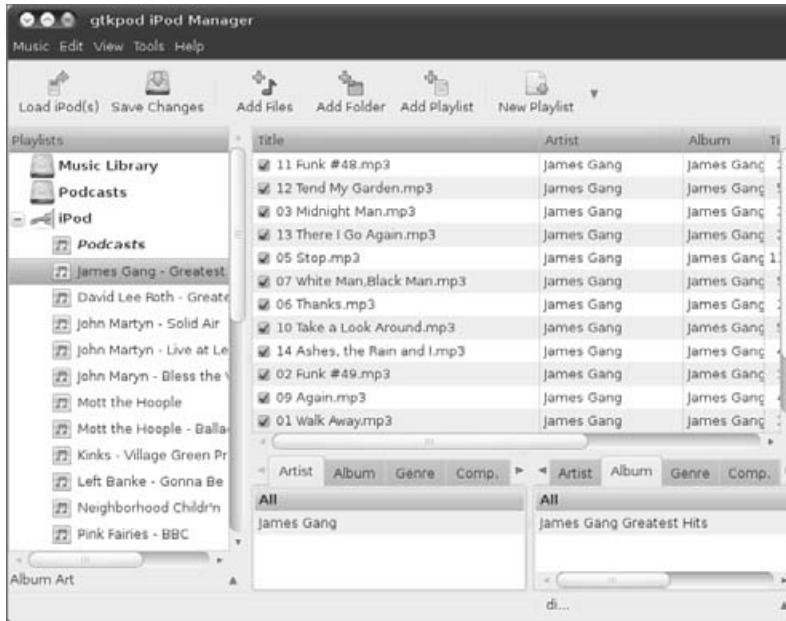 gtkpod iPod Manager
Music Edit View Tools Help
Load iPod(s) Save Changes Add Files Add Folder Add Playlist New Playlist
Playlists
Music Library
Podcasts
iPod
Podcasts
James Gang - Greatest
David Lee Roth - Greate
John Martyn - Solid Air
John Martyn - Live at Le
John Maryn - Bless the
Mott the Hoople
Mott the Hoople - Balla
Kinks - Village Green Pr
Left Banke - Gonna Be
Neighborhood Childr'n
Pink Fairies - BBC
Album Art
Title Artist Album Ti
11 Funk #48.mp3 James Gang James Gang
12 Tend My Garden.mp3 James Gang James Gang
03 Midnight Man.mp3 James Gang James Gang
13 There I Go Again.mp3 James Gang James Gang
05 Stop.mp3 James Gang James Gang 1
07 White Man,Black Man.mp3 James Gang James Gang
06 Thanks.mp3 James Gang James Gang
10 Take a Look Around.mp3 James Gang James Gang
14 Ashes, the Rain and I.mp3 James Gang James Gang
02 Funk #49.mp3 James Gang James Gang
09 Again.mp3 James Gang James Gang
01 Walk Away.mp3 James Gang James Gang
Artist Album Genre Comp.
All
James Gang
Artist Album Genre Comp.
All
James Gang Greatest Hits
di...